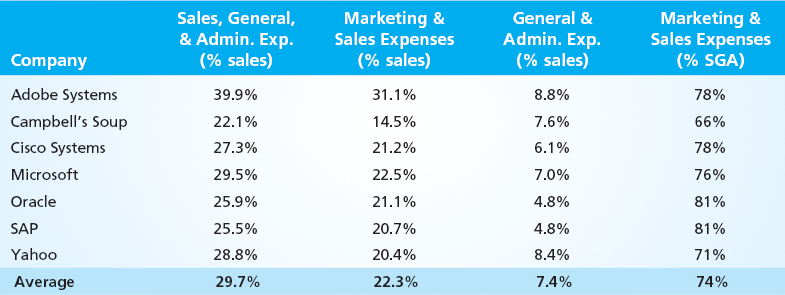 Company Sales, General, & Admin. Exp. (% sales) Marketing & Sales Expenses (% sales) General & Admin. Exp. (% sales) Marketing & Sales Expenses (% SGA)
Adobe Systems 39.9% 31.1% 8.8% 78%
Campbell’s Soup 22.1% 14.5% 7.6% 66%
Cisco Systems 27.3% 21.2% 6.1% 78%
Microsoft 29.5% 22.5% 7.0% 76%
Oracle 25.9% 21.1% 4.8% 81%
SAP 25.5% 20.7% 4.8% 81%
Yahoo 28.8% 20.4% 8.4% 71%
Average 29.7% 22.3% 7.4% 74%